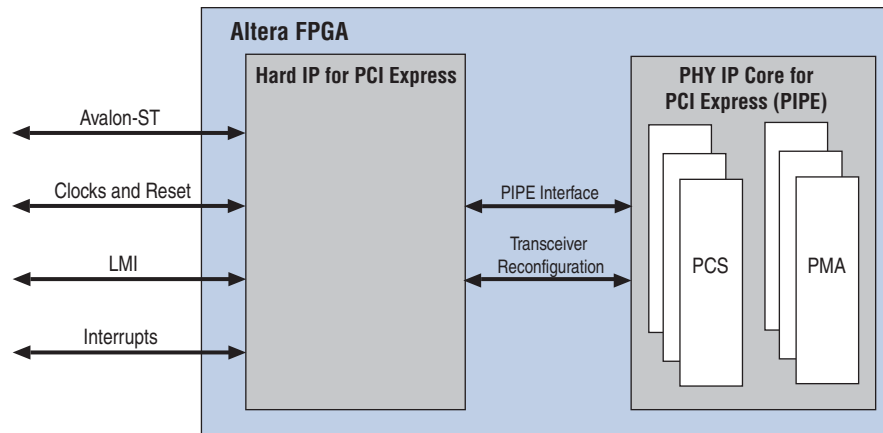 Altera FPGA
Hard IP for PCI Express
PHY IP Core for
PCI Express (PIPE)
Avalon-ST
Clocks and Reset
LMI
Interrupts
PIPE Interface
Transceiver
Reconfiguration
PCS
PMA